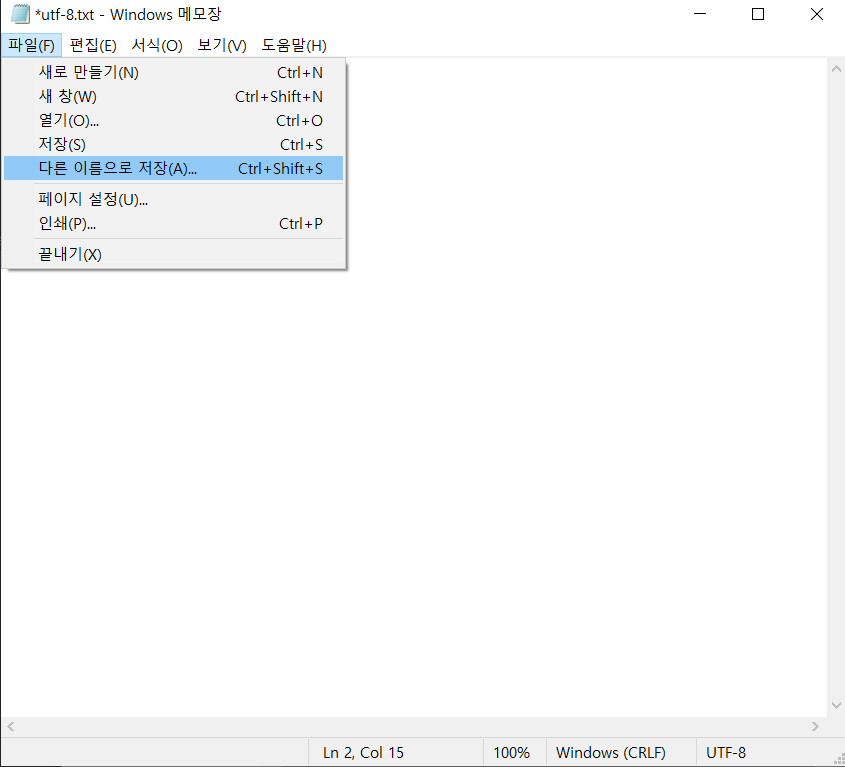 *utf-8.txt - Windows 메모장
파일(F) 편집(E) 서식(O) 보기(V) 도움말(H)
새로 만들기(N) Ctrl+N
새 창(W) Ctrl+Shift+N
열기(O)... Ctrl+O
저장(S) Ctrl+S
다른 이름으로 저장(A)... Ctrl+Shift+S
페이지 설정(U)...
인쇄(P)... Ctrl+P
끝내기(X)
Ln 2, Col 15 100% Windows (CRLF) UTF-8